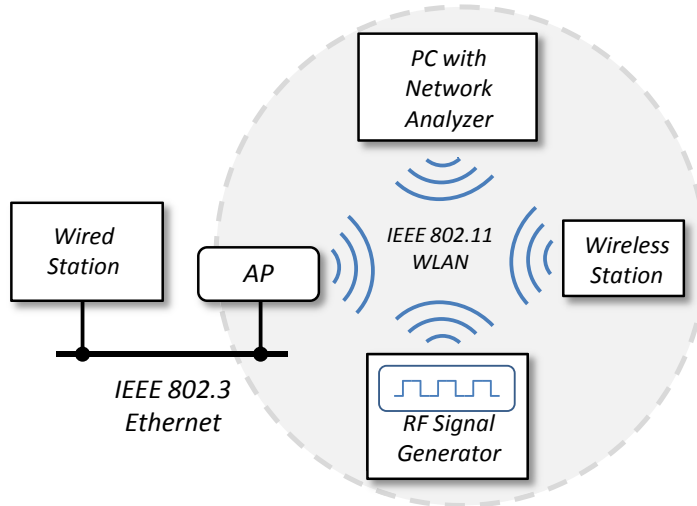 PC with
Network
Analyzer
Wired
Station
AP
IEEE 802.11
WLAN
Wireless
Station
IEEE 802.3
Ethernet
RF Signal
Generator